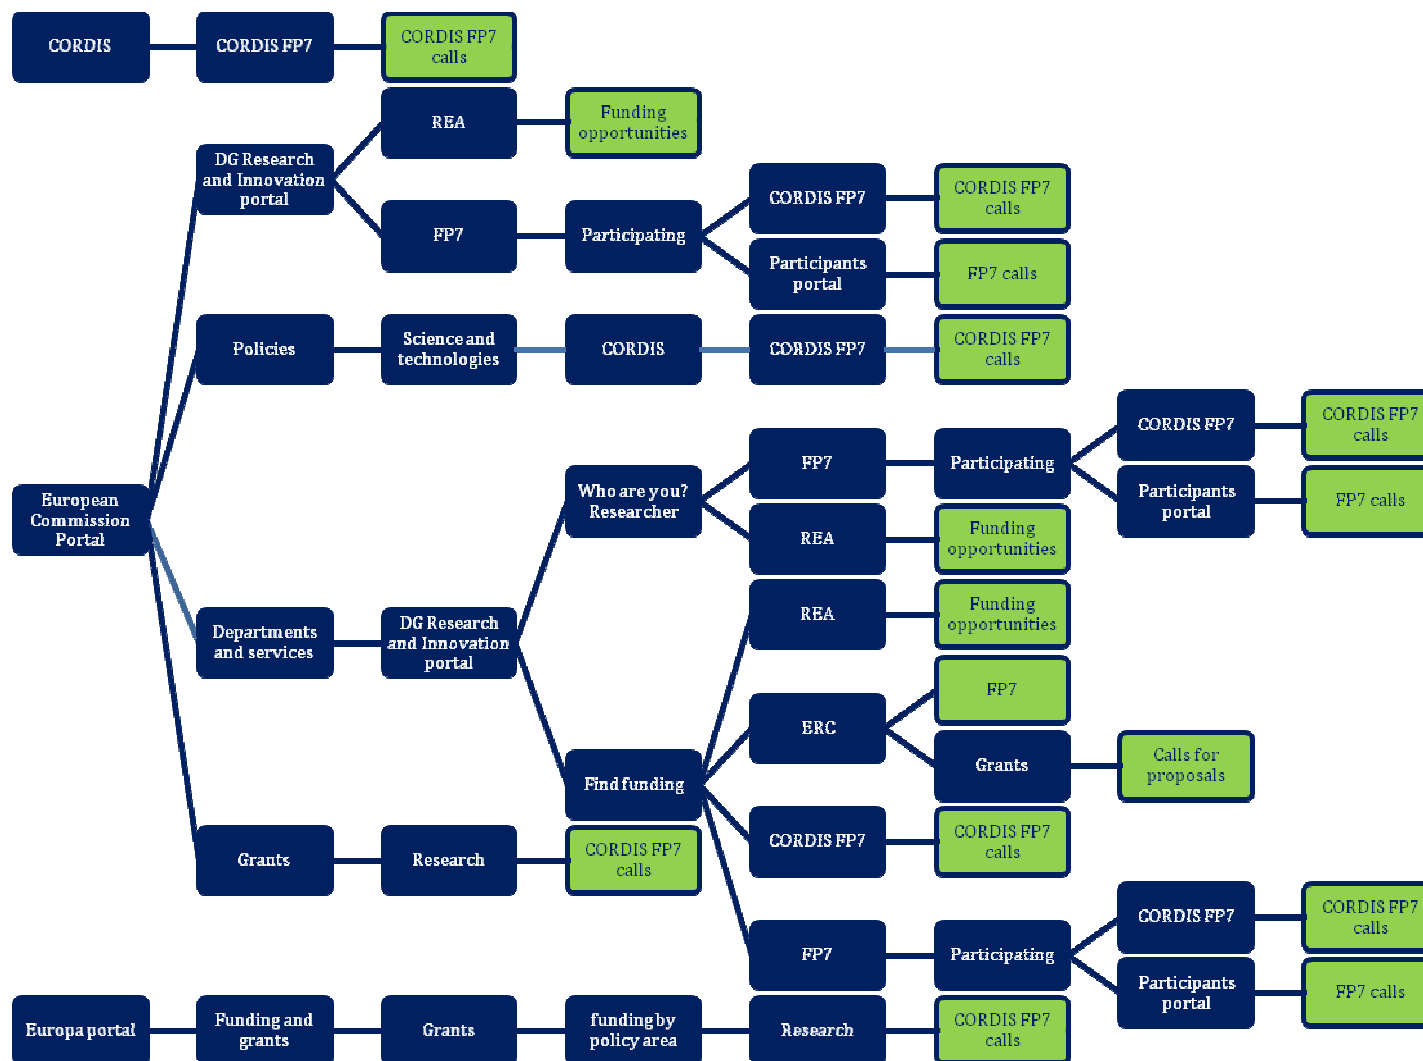 CORDIS
CORDIS FP7
CORDIS FP7
calls
REA
Funding
opportunities
DG Research
and Innovation
portal
FP7
Participating
CORDIS FP7
CORDIS FP7
calls
Participants
portal
FP7 calls
Policies
Science and
technologies
CORDIS
CORDIS FP7
CORDIS FP7
calls
European
Commission
Portal
Who are you?
Researcher
FP7
Participating
CORDIS FP7
CORDIS FP7
calls
Participants
portal
FP7 calls
REA
Funding
opportunities
Departments
and services
DG Research
and Innovation
portal
REA
Funding
opportunities
ERC
FP7
Grants
Calls for
proposals
Find funding
CORDIS FP7
CORDIS FP7
calls
Grants
Research
CORDIS FP7
calls
FP7
Participating
CORDIS FP7
CORDIS FP7
calls
Participants
portal
FP7 calls
Europa portal
Funding and
grants
Grants
funding by
policy area
Research
CORDIS FP7
calls